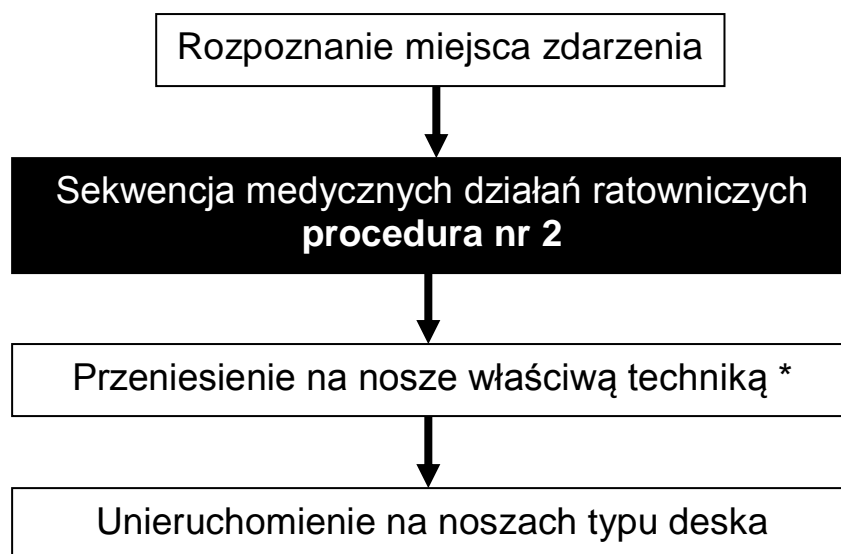 Rozpoznanie miejsca zdarzenia
Sekwencja medycznych działań ratowniczych
procedura nr 2
Przeniesienie na nosze właściwą techniką *
Unieruchomienie na noszach typu deska